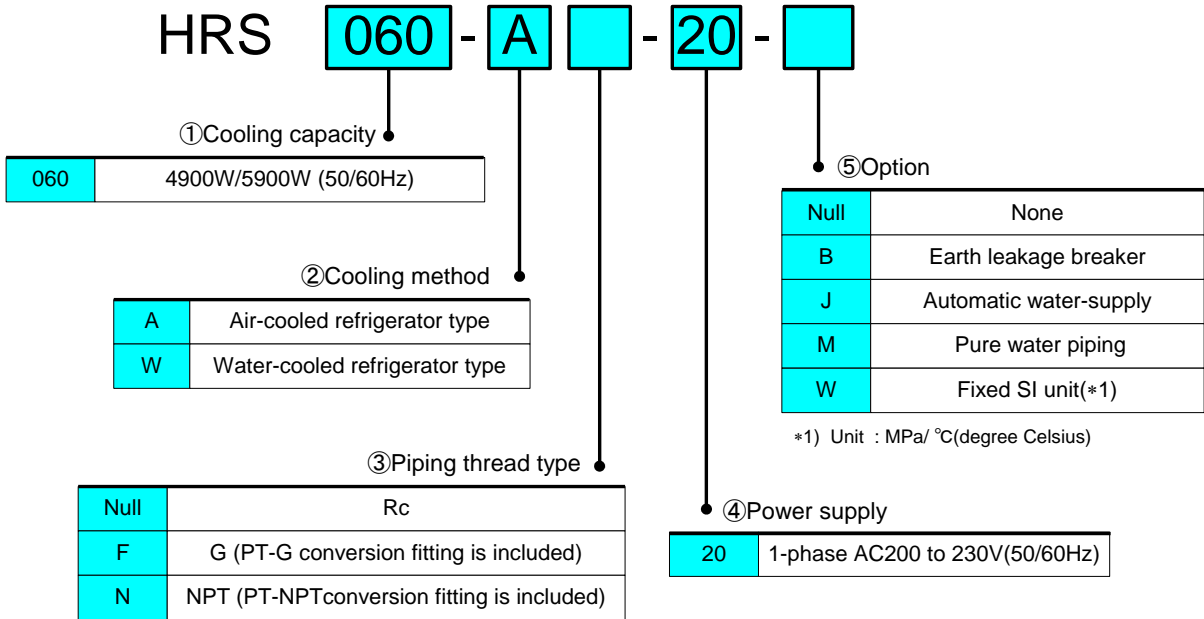 HRS 060 - A - 20 -
①Cooling capacity
060 4900W/5900W (50/60Hz)
②Cooling method
A Air-cooled refrigerator type
W Water-cooled refrigerator type
③Piping thread type
Null Rc
F G (PT-G conversion fitting is included)
N NPT (PT-NPTconversion fitting is included)
④Power supply
20 1-phase AC200 to 230V(50/60Hz)
⑤Option
Null None
B Earth leakage breaker
J Automatic water-supply
M Pure water piping
W Fixed SI unit(*1)
*1) Unit : MPa/ ℃(degree Celsius)